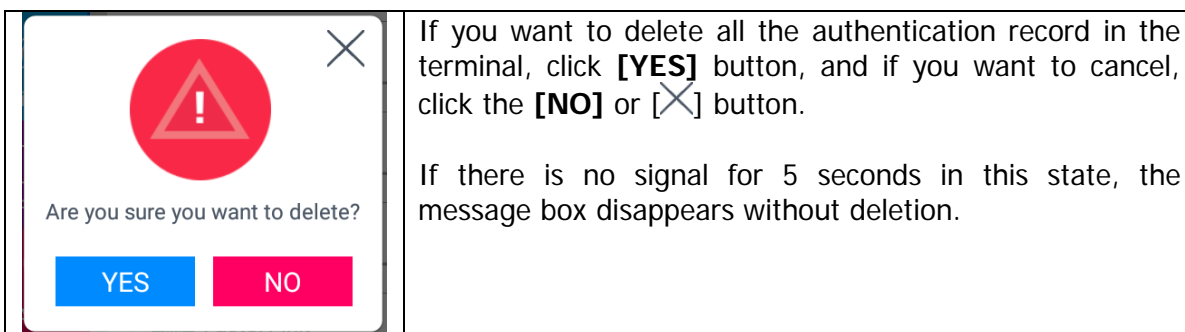 !
Are you sure you want to delete?
YES NO
If you want to delete all the authentication record in the
terminal, click [YES] button, and if you want to cancel,
click the [NO] or [X] button.
If there is no signal for 5 seconds in this state, the
message box disappears without deletion.